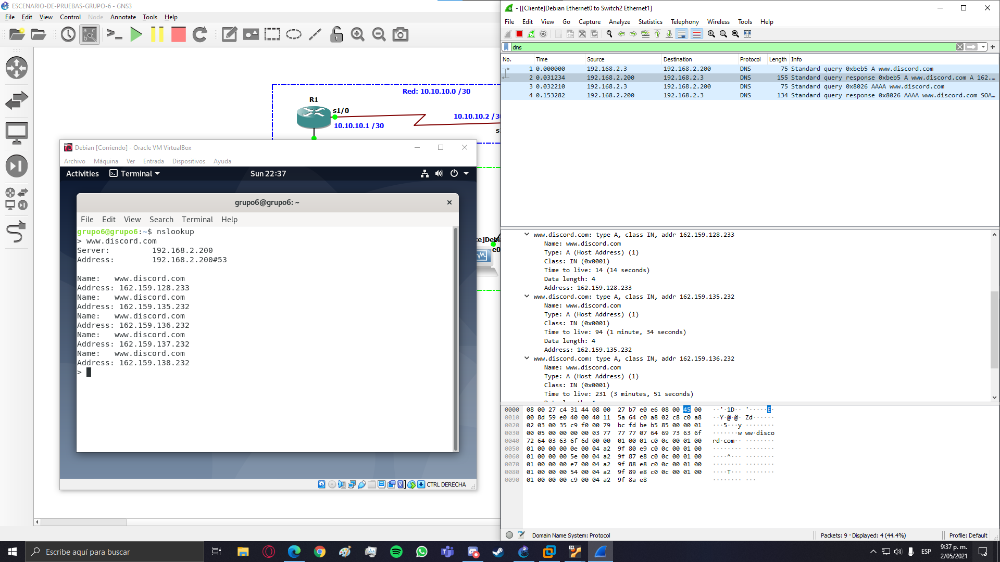 ESCENARIO-DE-PRUEBAS-GRUPO-6 - GNS3
File Edit View Control Node Annotate Tools Help
Red: 10.10.10.0 /30
R1
s1/0
10.10.10.1 /30
10.10.10.2 /30
e0
Debian [Corriendo] - Oracle VM VirtualBox
Archivo Máquina Ver Entrada Dispositivos Ayuda
Activities Terminal Sun 22:37
grupo6@grupo6: ~
File Edit View Search Terminal Help
grupo6@grupo6:~$ nslookup
> www.discord.com
Server: 192.168.2.200
Address: 192.168.2.200#53
Name: www.discord.com
Address: 162.159.128.233
Name: www.discord.com
Address: 162.159.135.232
Name: www.discord.com
Address: 162.159.136.232
Name: www.discord.com
Address: 162.159.137.232
Name: www.discord.com
Address: 162.159.138.232
>
CTRL DERECHA
- [[Cliente]Debian Ethernet0 to Switch2 Ethernet1]
File Edit View Go Capture Analyze Statistics Telephony Wireless Tools Help
dns
No. Time Source Destination Protocol Length Info
1 0.000000 192.168.2.3 192.168.2.200 DNS 75 Standard query 0xbeb5 A www.discord.com
2 0.031234 192.168.2.200 192.168.2.3 DNS 155 Standard query response 0xbeb5 A www.discord.com A 162.…
3 0.032210 192.168.2.3 192.168.2.200 DNS 75 Standard query 0x8026 AAAA www.discord.com
4 0.153282 192.168.2.200 192.168.2.3 DNS 134 Standard query response 0x8026 AAAA www.discord.com SOA…
www.discord.com: type A, class IN, addr 162.159.128.233
Name: www.discord.com
Type: A (Host Address) (1)
Class: IN (0x0001)
Time to live: 14 (14 seconds)
Data length: 4
Address: 162.159.128.233
www.discord.com: type A, class IN, addr 162.159.135.232
Name: www.discord.com
Type: A (Host Address) (1)
Class: IN (0x0001)
Time to live: 94 (1 minute, 34 seconds)
Data length: 4
Address: 162.159.135.232
www.discord.com: type A, class IN, addr 162.159.136.232
Name: www.discord.com
Type: A (Host Address) (1)
Class: IN (0x0001)
Time to live: 231 (3 minutes, 51 seconds)
0000 08 00 27 c4 31 44 08 00 27 b7 e0 e6 08 00 45 00 ··'·1D·· '·····E·
0010 00 8d 59 e0 40 00 40 11 5a 64 c0 a8 02 c8 c0 a8 ··Y·@·@· Zd······
0020 02 03 00 35 c9 f0 00 79 bc fd be b5 85 00 00 01 ···5···y ········
0030 00 05 00 00 00 00 03 77 77 77 07 64 69 73 63 6f ·······w ww·disco
0040 72 64 03 63 6f 6d 00 00 01 00 01 c0 0c 00 01 00 rd·com·· ········
0050 01 00 00 00 0e 00 04 a2 9f 80 e9 c0 0c 00 01 00 ········ ········
0060 01 00 00 00 5e 00 04 a2 9f 87 e8 c0 0c 00 01 00 ····^··· ········
0070 01 00 00 00 e7 00 04 a2 9f 88 e8 c0 0c 00 01 00 ········ ········
0080 01 00 00 00 54 00 04 a2 9f 89 e8 c0 0c 00 01 00 ····T··· ········
0090 01 00 00 00 c9 00 04 a2 9f 8a e8 ········ ···
Domain Name System: Protocol Packets: 9 · Displayed: 4 (44.4%) Profile: Default
Escribe aquí para buscar
ESP
9:37 p. m.
2/05/2021